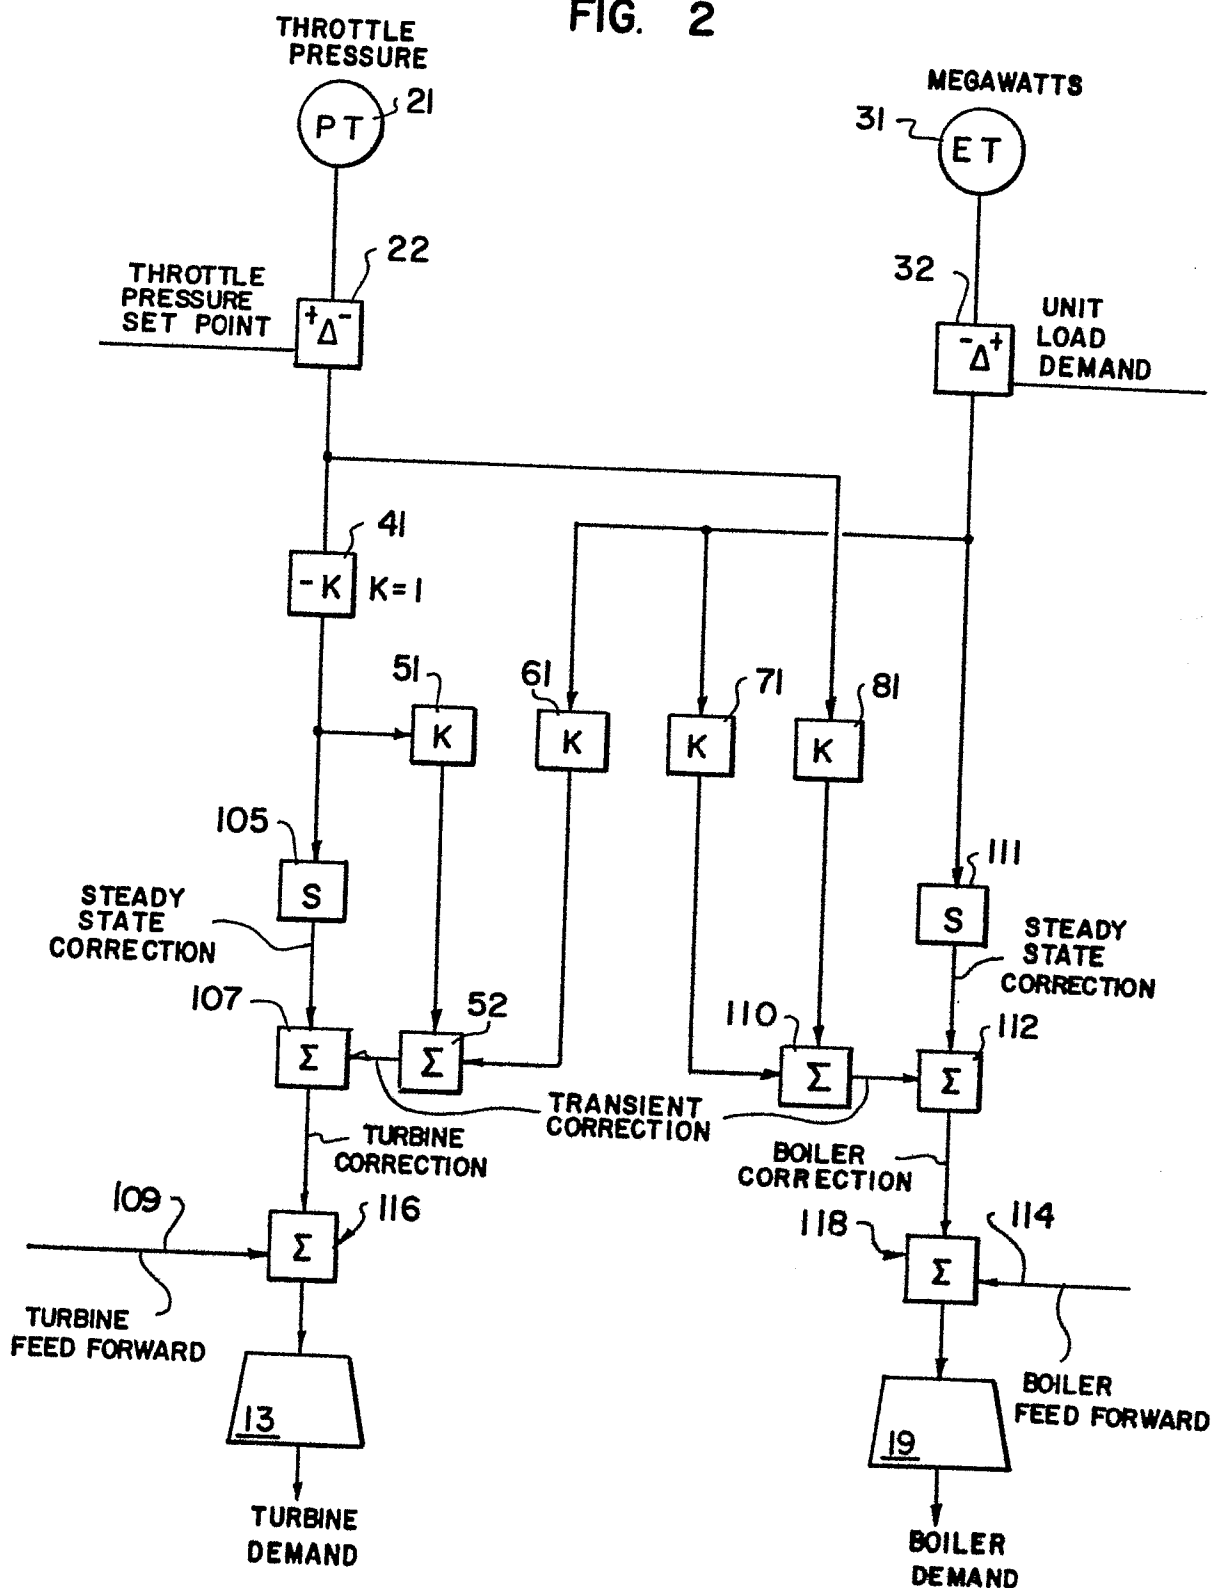 FIG. 2
THROTTLE
PRESSURE
PT
21
MEGAWATTS
31
ET
22
THROTTLE
PRESSURE
SET POINT
+Δ-
32
-Δ+
UNIT
LOAD
DEMAND
41
-K K=1
51
K
61
K
71
K
81
K
105
S
STEADY
STATE
CORRECTION
111
S
STEADY
STATE
CORRECTION
107
Σ
52
Σ
110
Σ
112
Σ
TRANSIENT
CORRECTION
TURBINE
CORRECTION
BOILER
CORRECTION
109
116
Σ
TURBINE
FEED FORWARD
118
Σ
114
BOILER
FEED FORWARD
13
19
TURBINE
DEMAND
BOILER
DEMAND